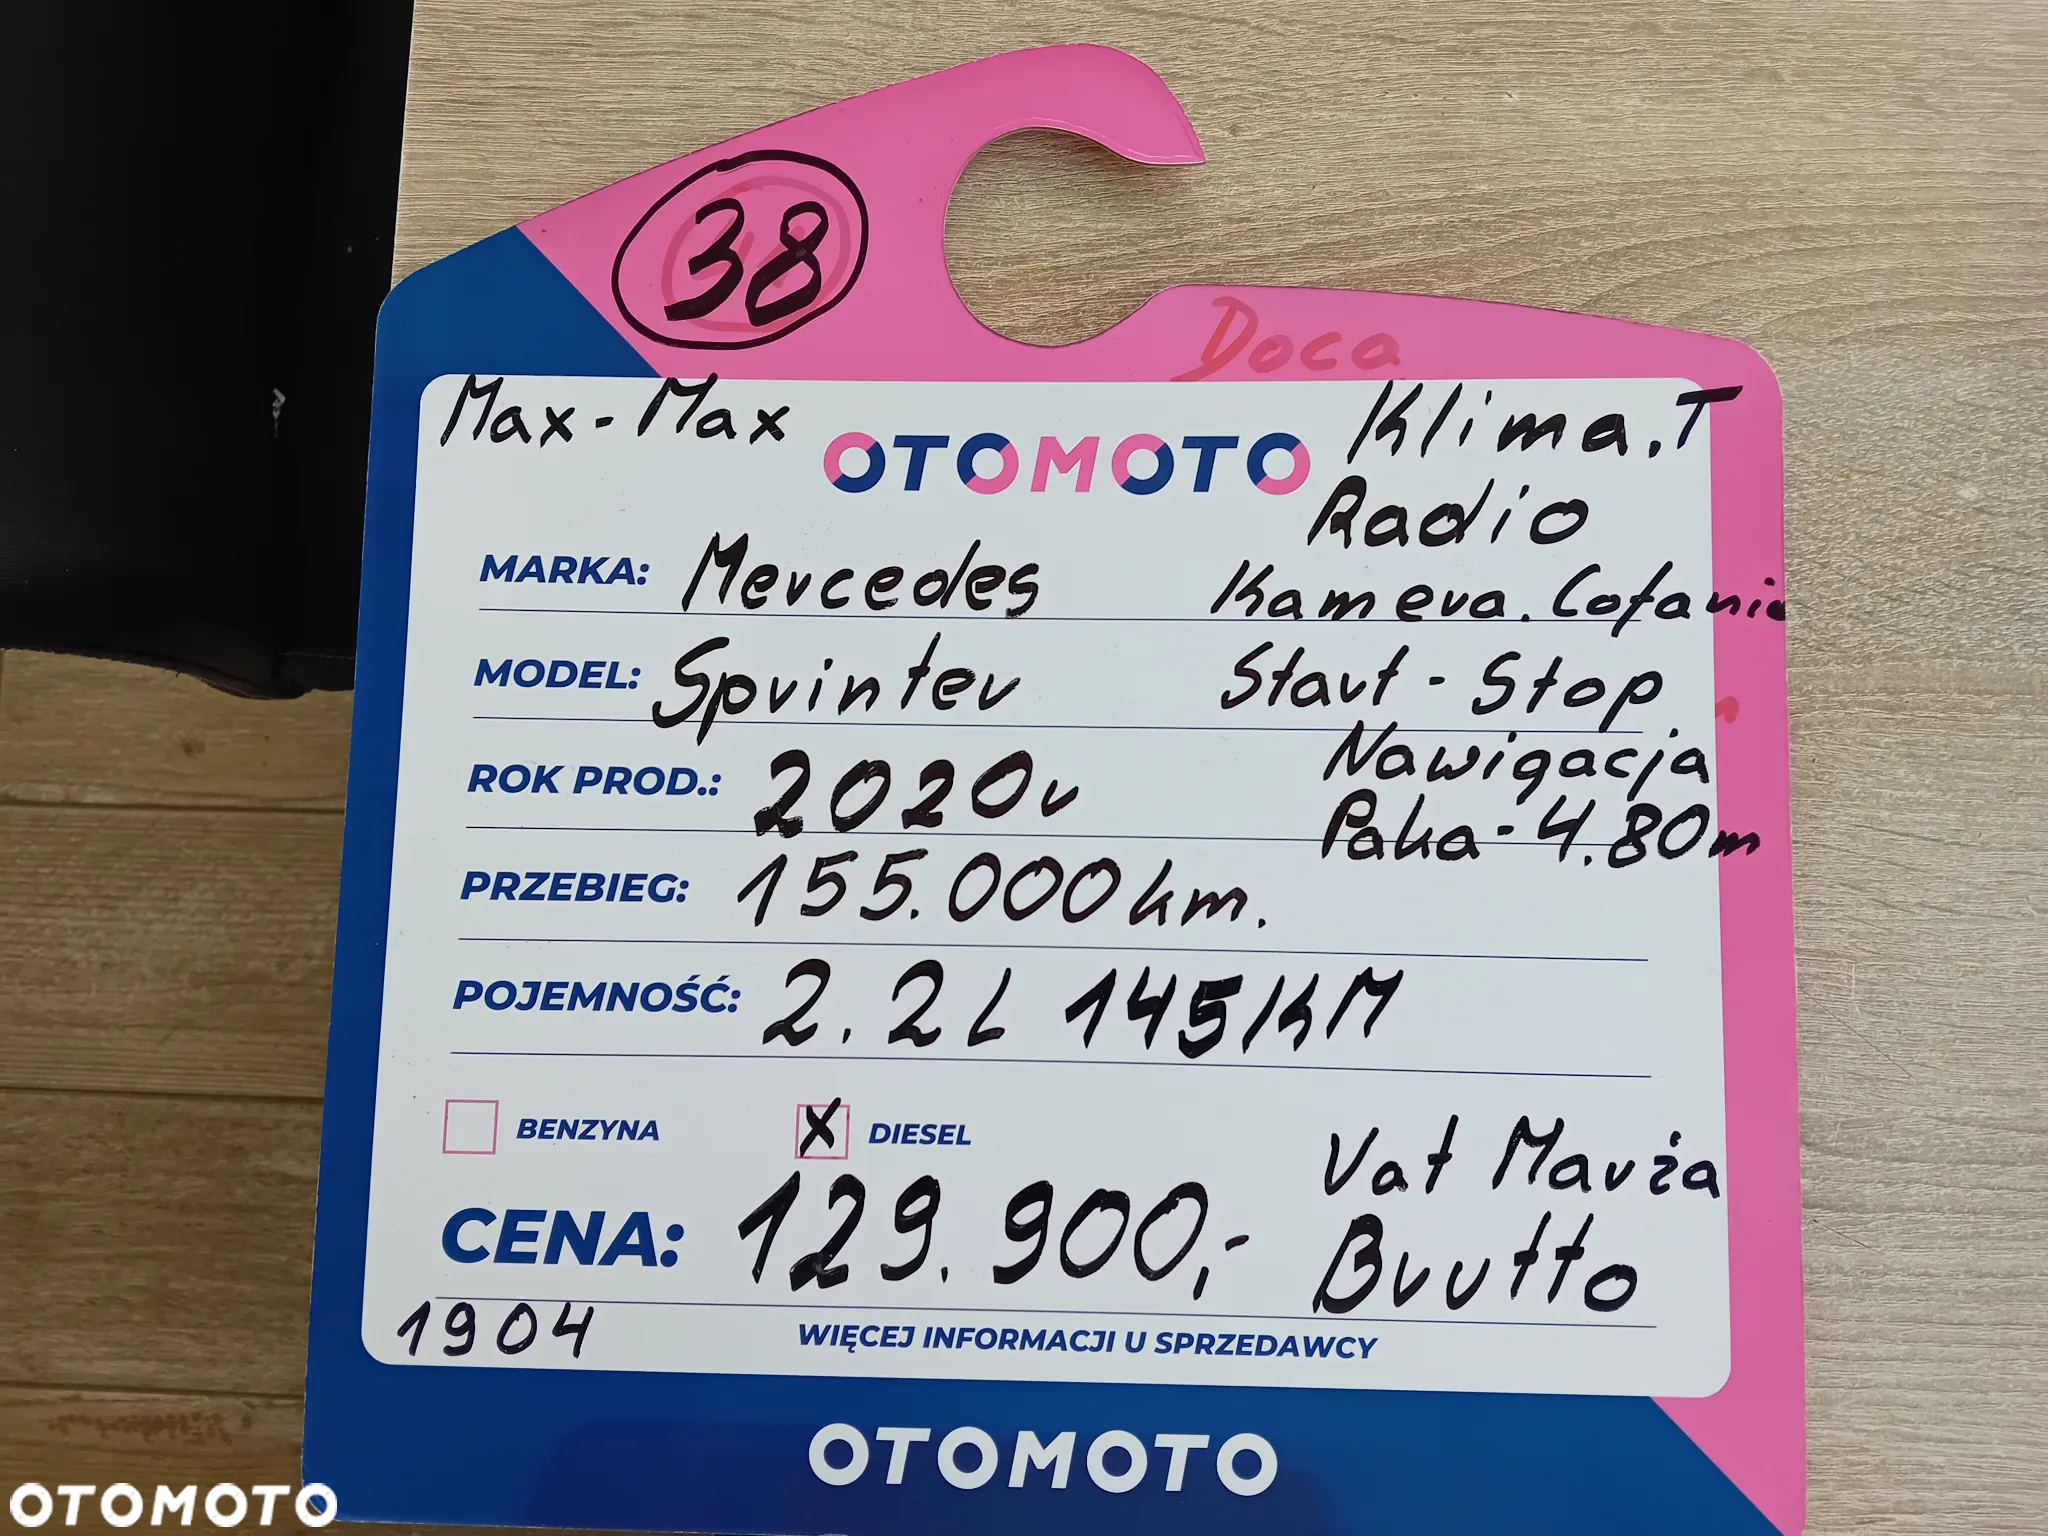 38
Doca
Max-Max
OTOMOTO
Klima.T
Radio
MARKA: Mercedes
Kamera.Cofania
MODEL: Sprinter
Start-Stop
ROK PROD.: 2020r
Nawigacja
Paka-4.80m
PRZEBIEG: 155.000km.
POJEMNOŚĆ: 2.2L 145KM
BENZYNA
X DIESEL
Vat Marża
CENA: 129.900,-
Brutto
1904
WIĘCEJ INFORMACJI U SPRZEDAWCY
OTOMOTO
OTOMOTO